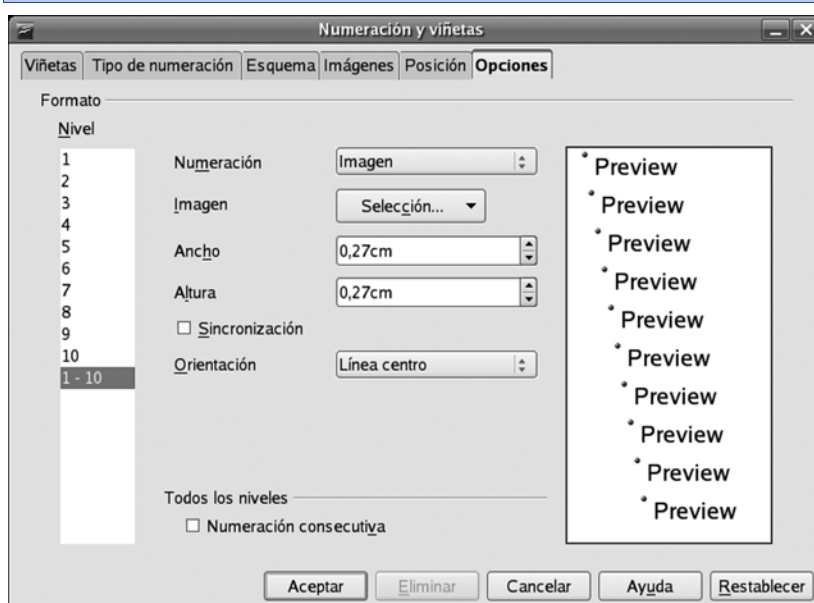 Numeración y viñetas
Viñetas Tipo de numeración Esquema Imágenes Posición Opciones
Formato
Nivel
1
2
3
4
5
6
7
8
9
10
1 - 10
Numeración Imagen
Imagen Selección...
Ancho 0,27cm
Altura 0,27cm
Sincronización
Orientación Línea centro
Todos los niveles
Numeración consecutiva
Preview
Preview
Preview
Preview
Preview
Preview
Preview
Preview
Preview
Preview
Aceptar Eliminar Cancelar Ayuda Restablecer